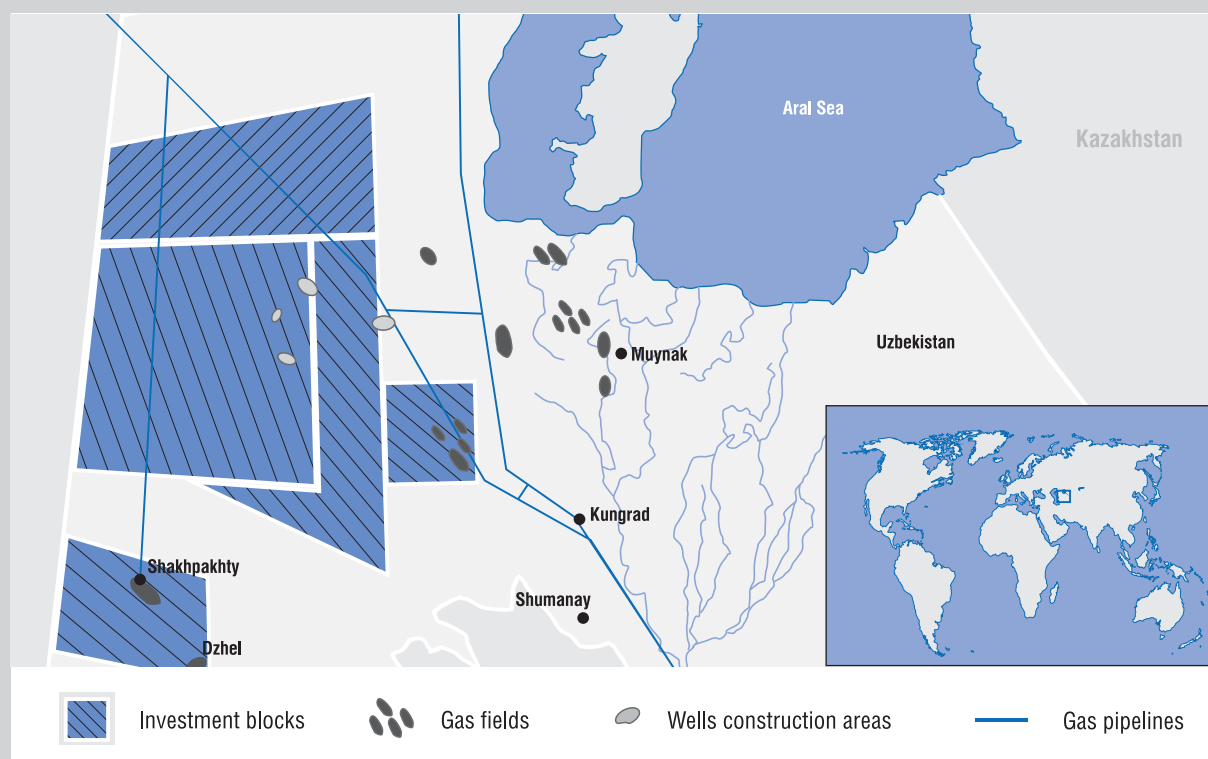 Aral Sea
Kazakhstan
Uzbekistan
Muynak
Kungrad
Shakhpakhty
Shumanay
Dzhel
Investment blocks
Gas fields
Wells construction areas
Gas pipelines